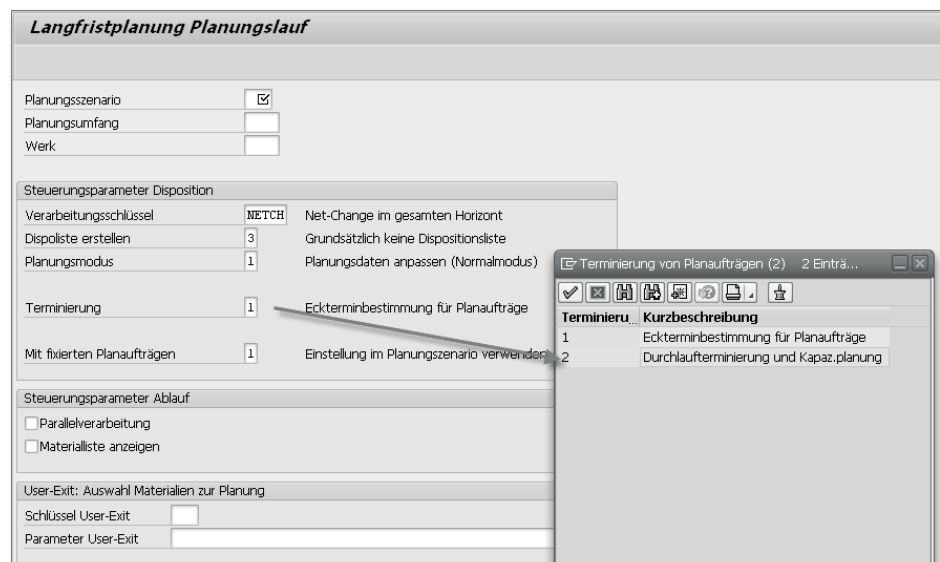 Langfristplanung Planungslauf
Planungsszenario
Planungsumfang
Werk
Steuerungsparameter Disposition
Verarbeitungsschlüssel NETCH Net-Change im gesamten Horizont
Dispoliste erstellen 3 Grundsätzlich keine Dispositionsliste
Planungsmodus 1 Planungsdaten anpassen (Normalmodus)
Terminierung 1 Eckterminbestimmung für Planaufträge
Mit fixierten Planaufträgen 1 Einstellung im Planungszenario verwenden
Steuerungsparameter Ablauf
Parallelverarbeitung
Materialliste anzeigen
User-Exit: Auswahl Materialien zur Planung
Schlüssel User-Exit
Parameter User-Exit
Terminierung von Planaufträgen (2) 2 Einträ...
Terminieru... Kurzbeschreibung
1 Eckterminbestimmung für Planaufträge
2 Durchlaufterminierung und Kapaz.planung